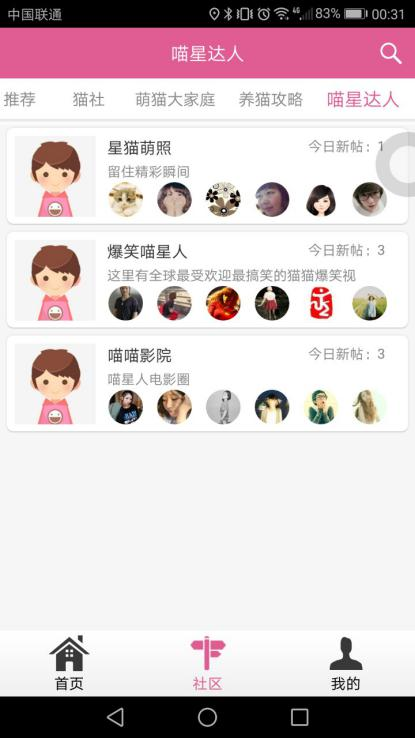 中国联通
4G 83% 00:31
喵星达人
推荐 猫社 萌猫大家庭 养猫攻略 喵星达人
星猫萌照 今日新帖：1
留住精彩瞬间
爆笑喵星人 今日新帖：3
这里有全球最受欢迎最搞笑的猫猫爆笑视
喵喵影院 今日新帖：3
喵星人电影圈
首页 社区 我的